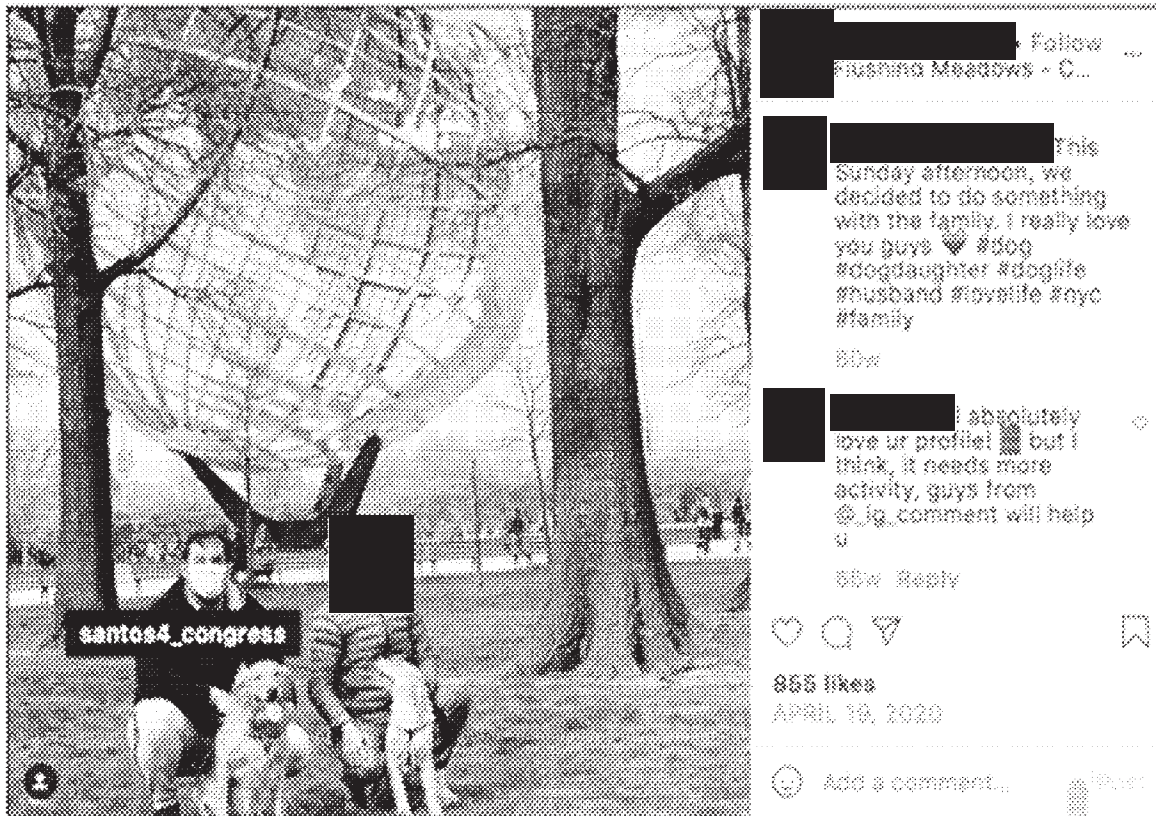 santos4_congress
• Follow
Flushing Meadows - C...
This
Sunday afternoon, we
decided to do something
with the family. I really love
you guys #dog
#dogdaughter #doglife
#husband #lovelife #nyc
#family
absolutely
love ur profile! but I
think, it needs more
activity, guys from
@_ig_comment will help
u
Reply
955 likes
APRIL 19, 2020
Add a comment...
Post